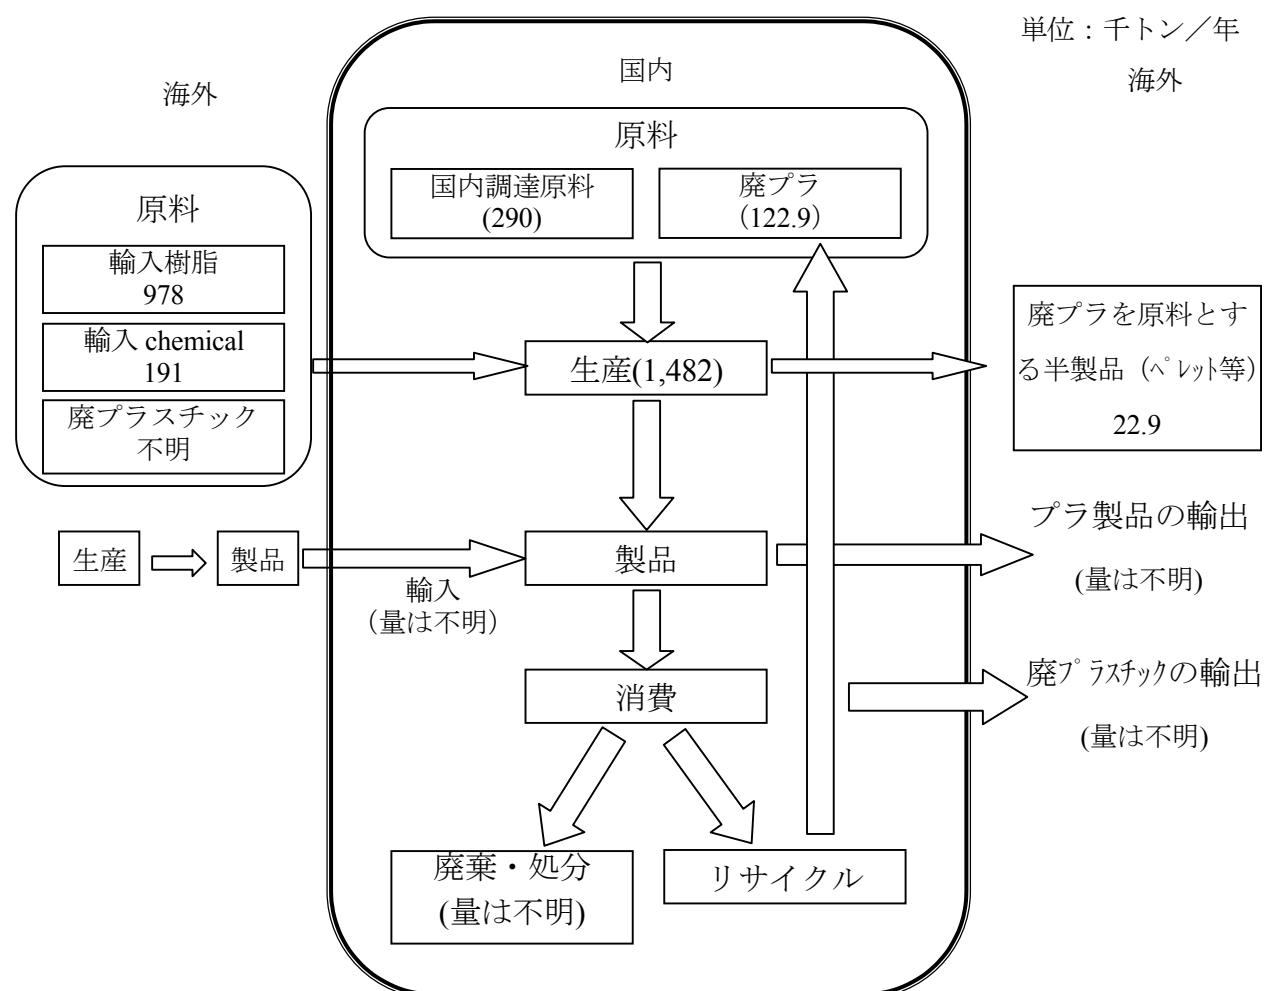 単位：千トン／年
海外
国内
海外
原料
国内調達原料
(290)
廃プラ
（122.9）
原料
輸入樹脂
978
輸入 chemical
191
廃プラスチック
不明
生産(1,482)
廃プラを原料とす
る半製品（ﾍﾟﾚｯﾄ等）
22.9
生産
製品
輸入
（量は不明）
製品
プラ製品の輸出
(量は不明)
消費
廃ﾌﾟﾗｽﾁｯｸの輸出
(量は不明)
廃棄・処分
(量は不明)
リサイクル